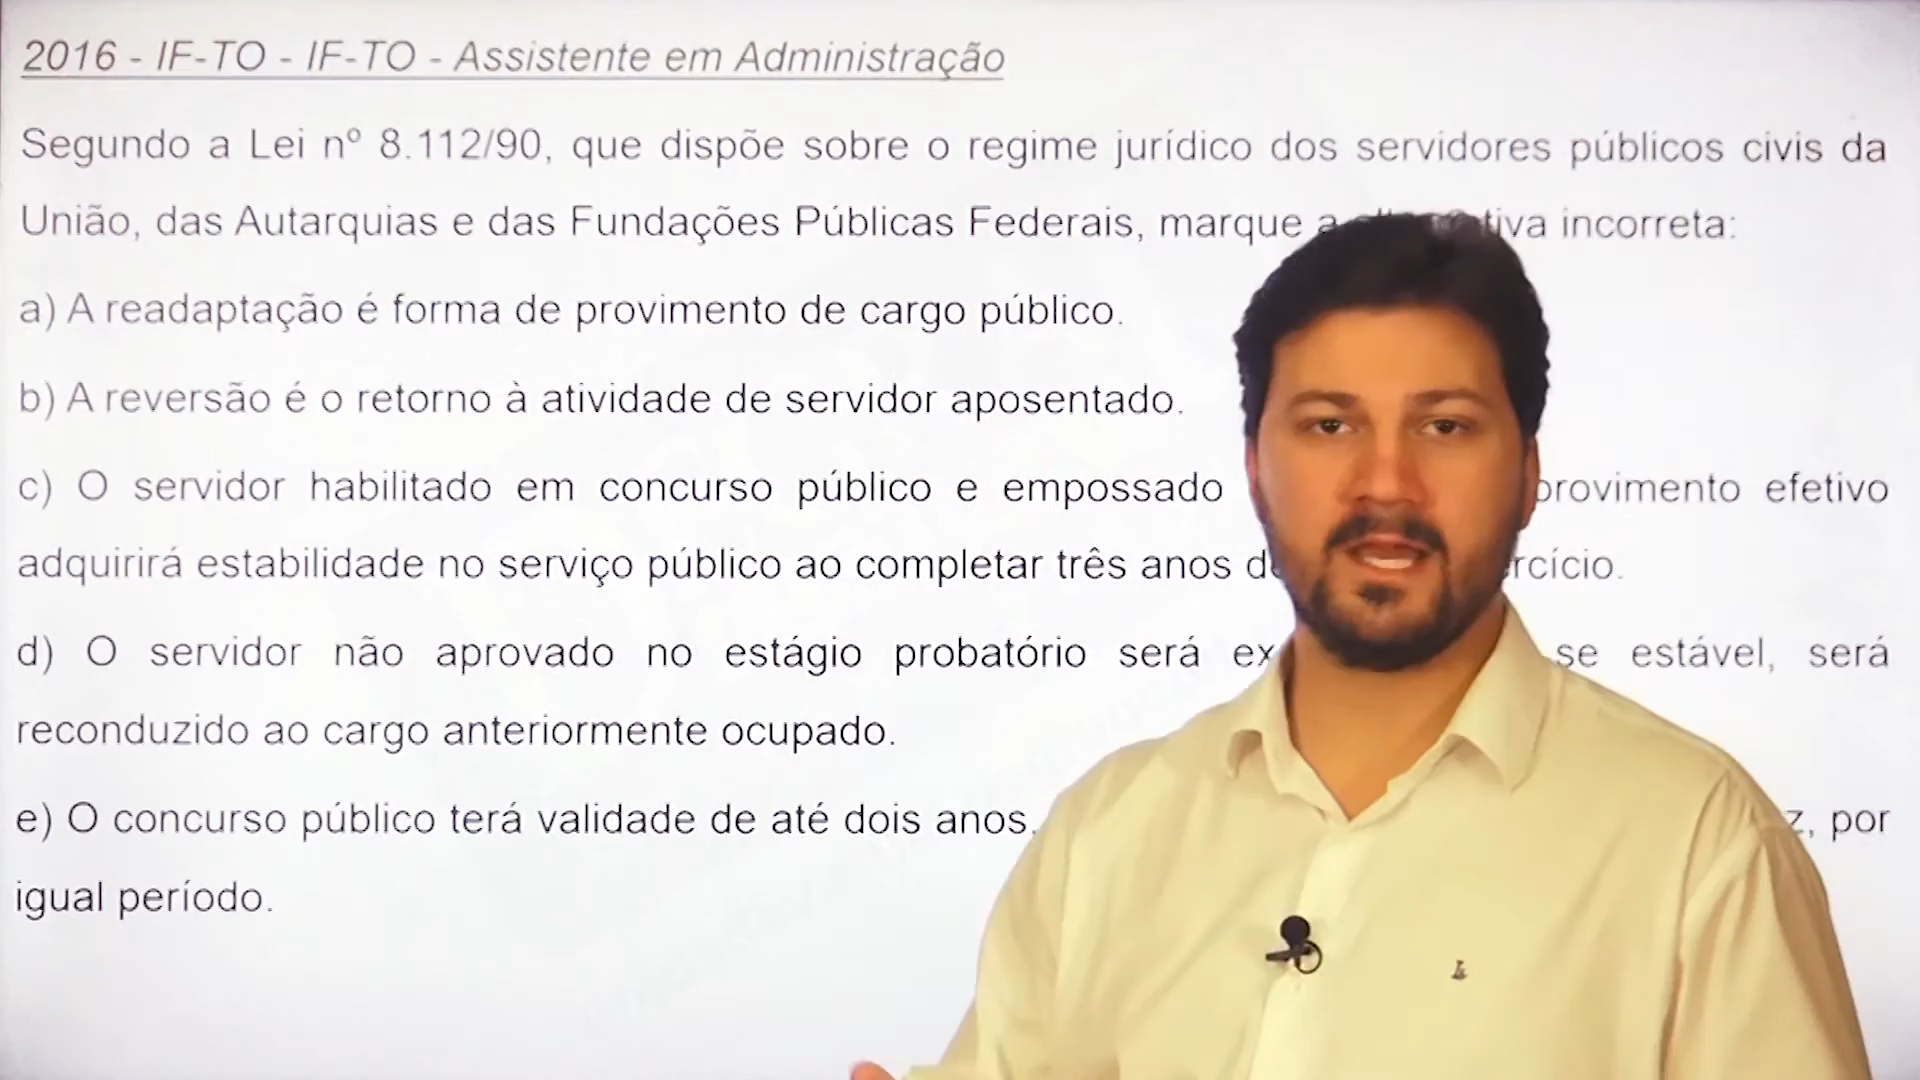 2016 - IF-TO - IF-TO - Assistente em Administração
Segundo a Lei nº 8.112/90, que dispõe sobre o regime jurídico dos servidores públicos civis da
União, das Autarquias e das Fundações Públicas Federais, marque a incorreta:
a) A readaptação é forma de provimento de cargo público.
b) A reversão é o retorno à atividade de servidor aposentado.
c) O servidor habilitado em concurso público e empossado provimento efetivo
adquirirá estabilidade no serviço público ao completar três anos
d) O servidor não aprovado no estágio probatório será se estável, será
reconduzido ao cargo anteriormente ocupado.
e) O concurso público terá validade de até dois anos, por
igual período.